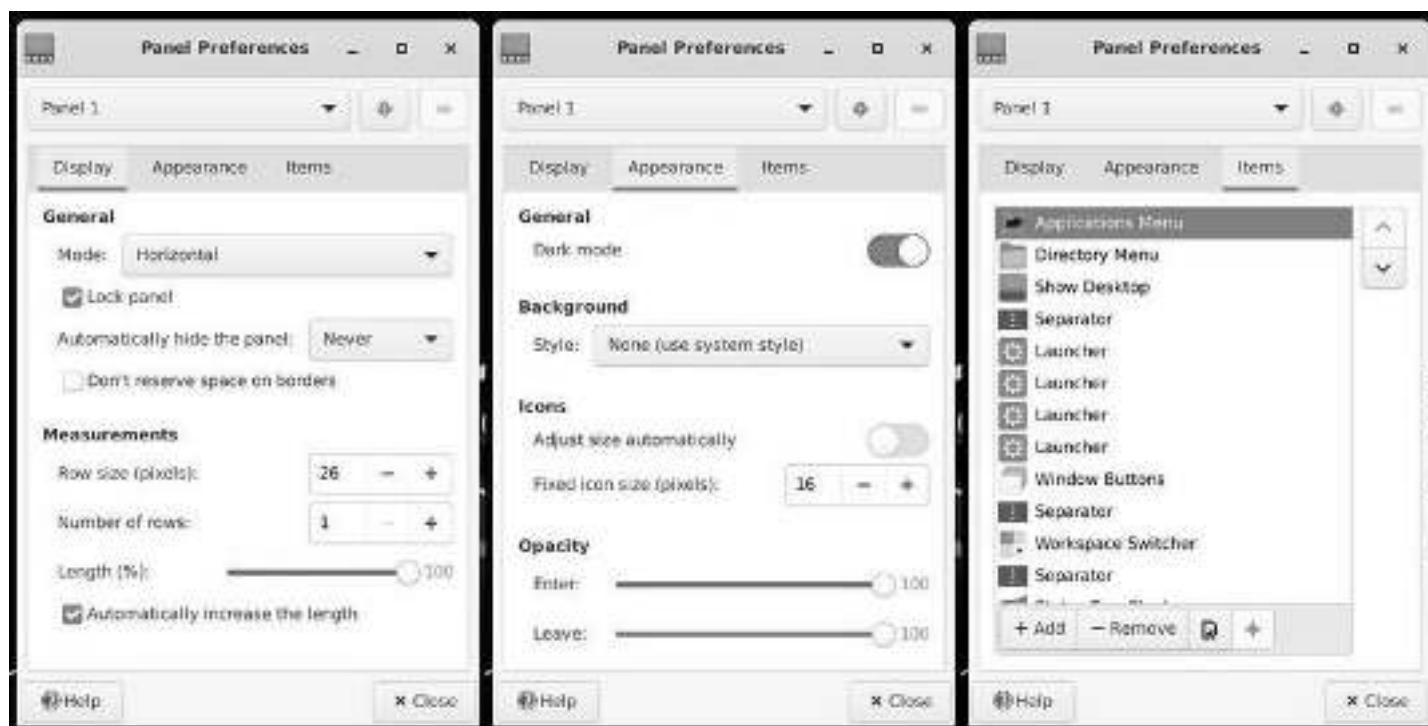 Panel Preferences
Panel 1
Display Appearance Items
General
Mode: Horizontal
Lock panel
Automatically hide the panel: Never
Don't reserve space on borders
Measurements
Row size (pixels): 26
Number of rows: 1
Length (%): 100
Automatically increase the length
Help Close
Panel Preferences
Panel 1
Display Appearance Items
General
Dark mode
Background
Style: None (use system style)
Icons
Adjust size automatically
Fixed icon size (pixels): 16
Opacity
Enter: 100
Leave: 100
Help Close
Panel Preferences
Panel 1
Display Appearance Items
Applications Menu
Directory Menu
Show Desktop
Separator
Launcher
Launcher
Launcher
Launcher
Window Buttons
Separator
Workspace Switcher
Separator
Add Remove
Help Close